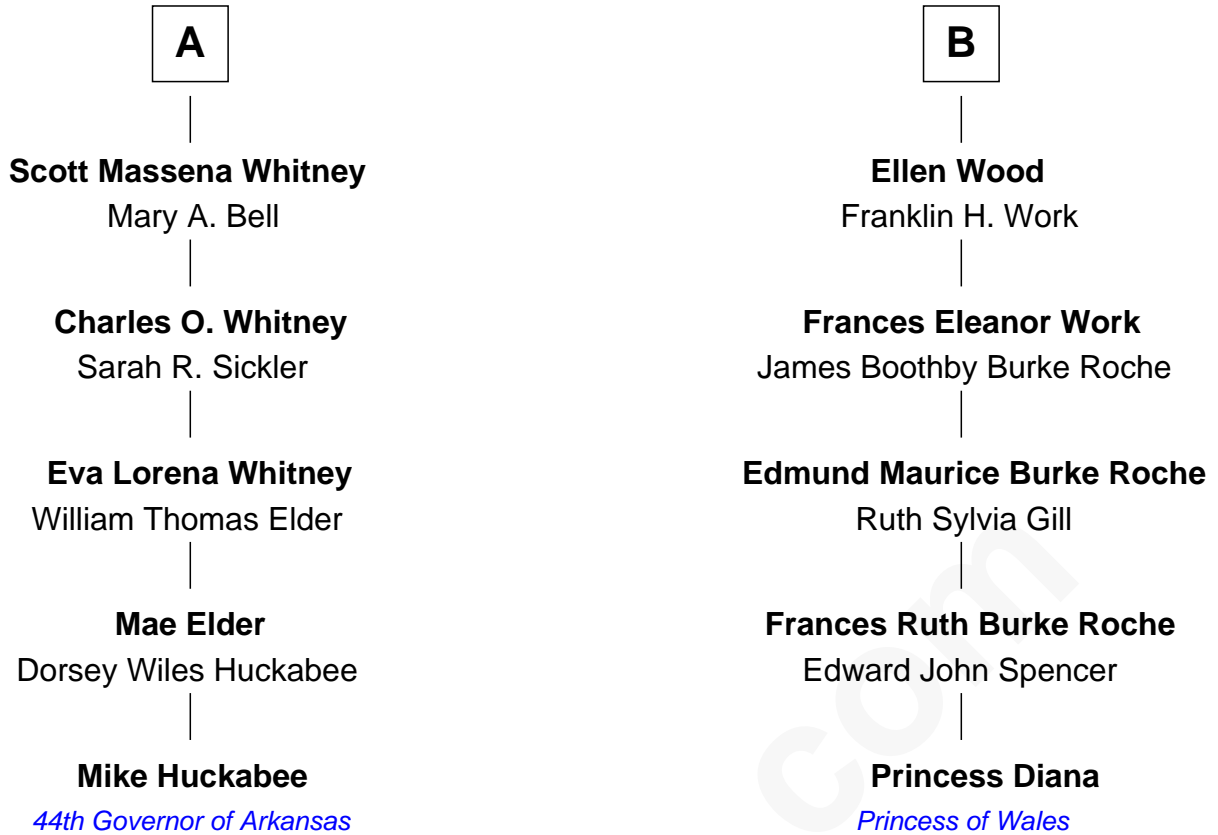 A
Scott Massena Whitney
Mary A. Bell
Charles O. Whitney
Sarah R. Sickler
Eva Lorena Whitney
William Thomas Elder
Mae Elder
Dorsey Wiles Huckabee
Mike Huckabee
44th Governor of Arkansas
B
Ellen Wood
Franklin H. Work
Frances Eleanor Work
James Boothby Burke Roche
Edmund Maurice Burke Roche
Ruth Sylvia Gill
Frances Ruth Burke Roche
Edward John Spencer
Princess Diana
Princess of Wales
com